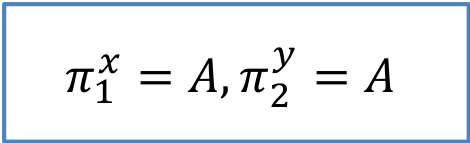 π₁ˣ = A, π₂ʸ = A